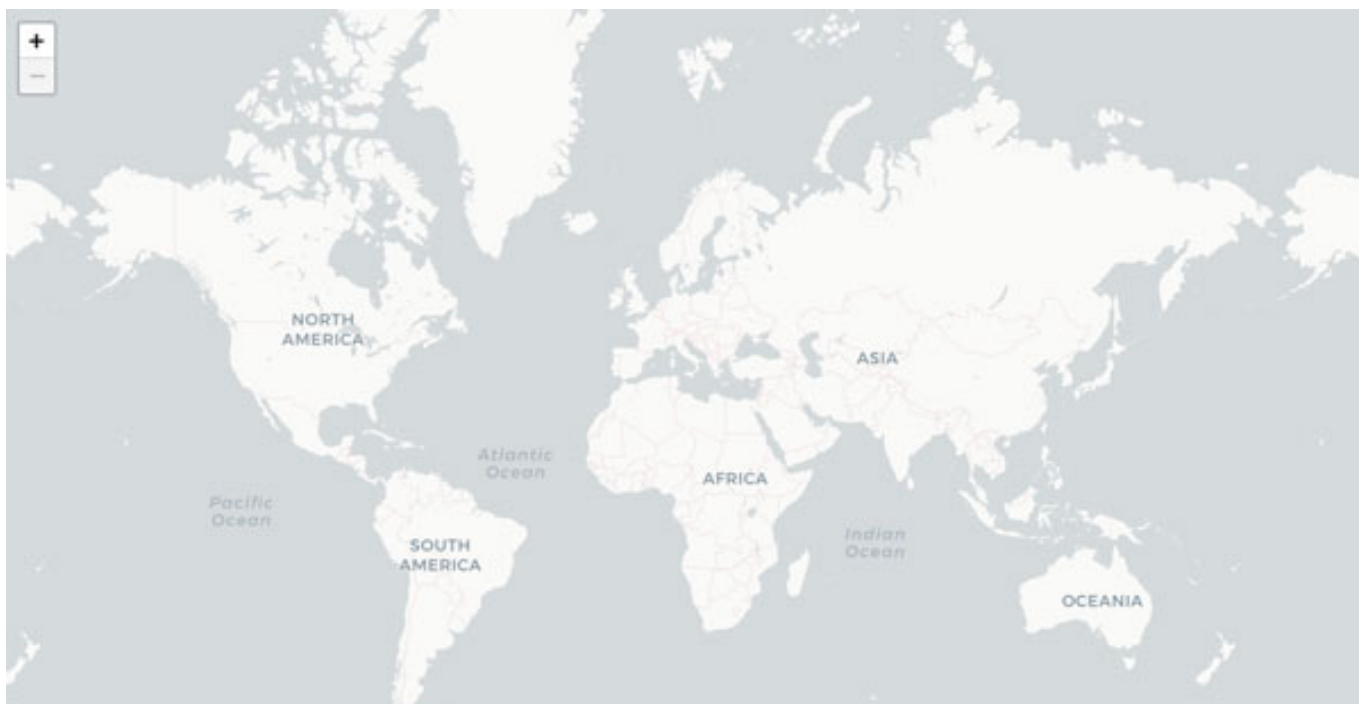 +
−
NORTH
AMERICA
ASIA
Atlantic
Ocean
AFRICA
Pacific
Ocean
Indian
Ocean
SOUTH
AMERICA
OCEANIA